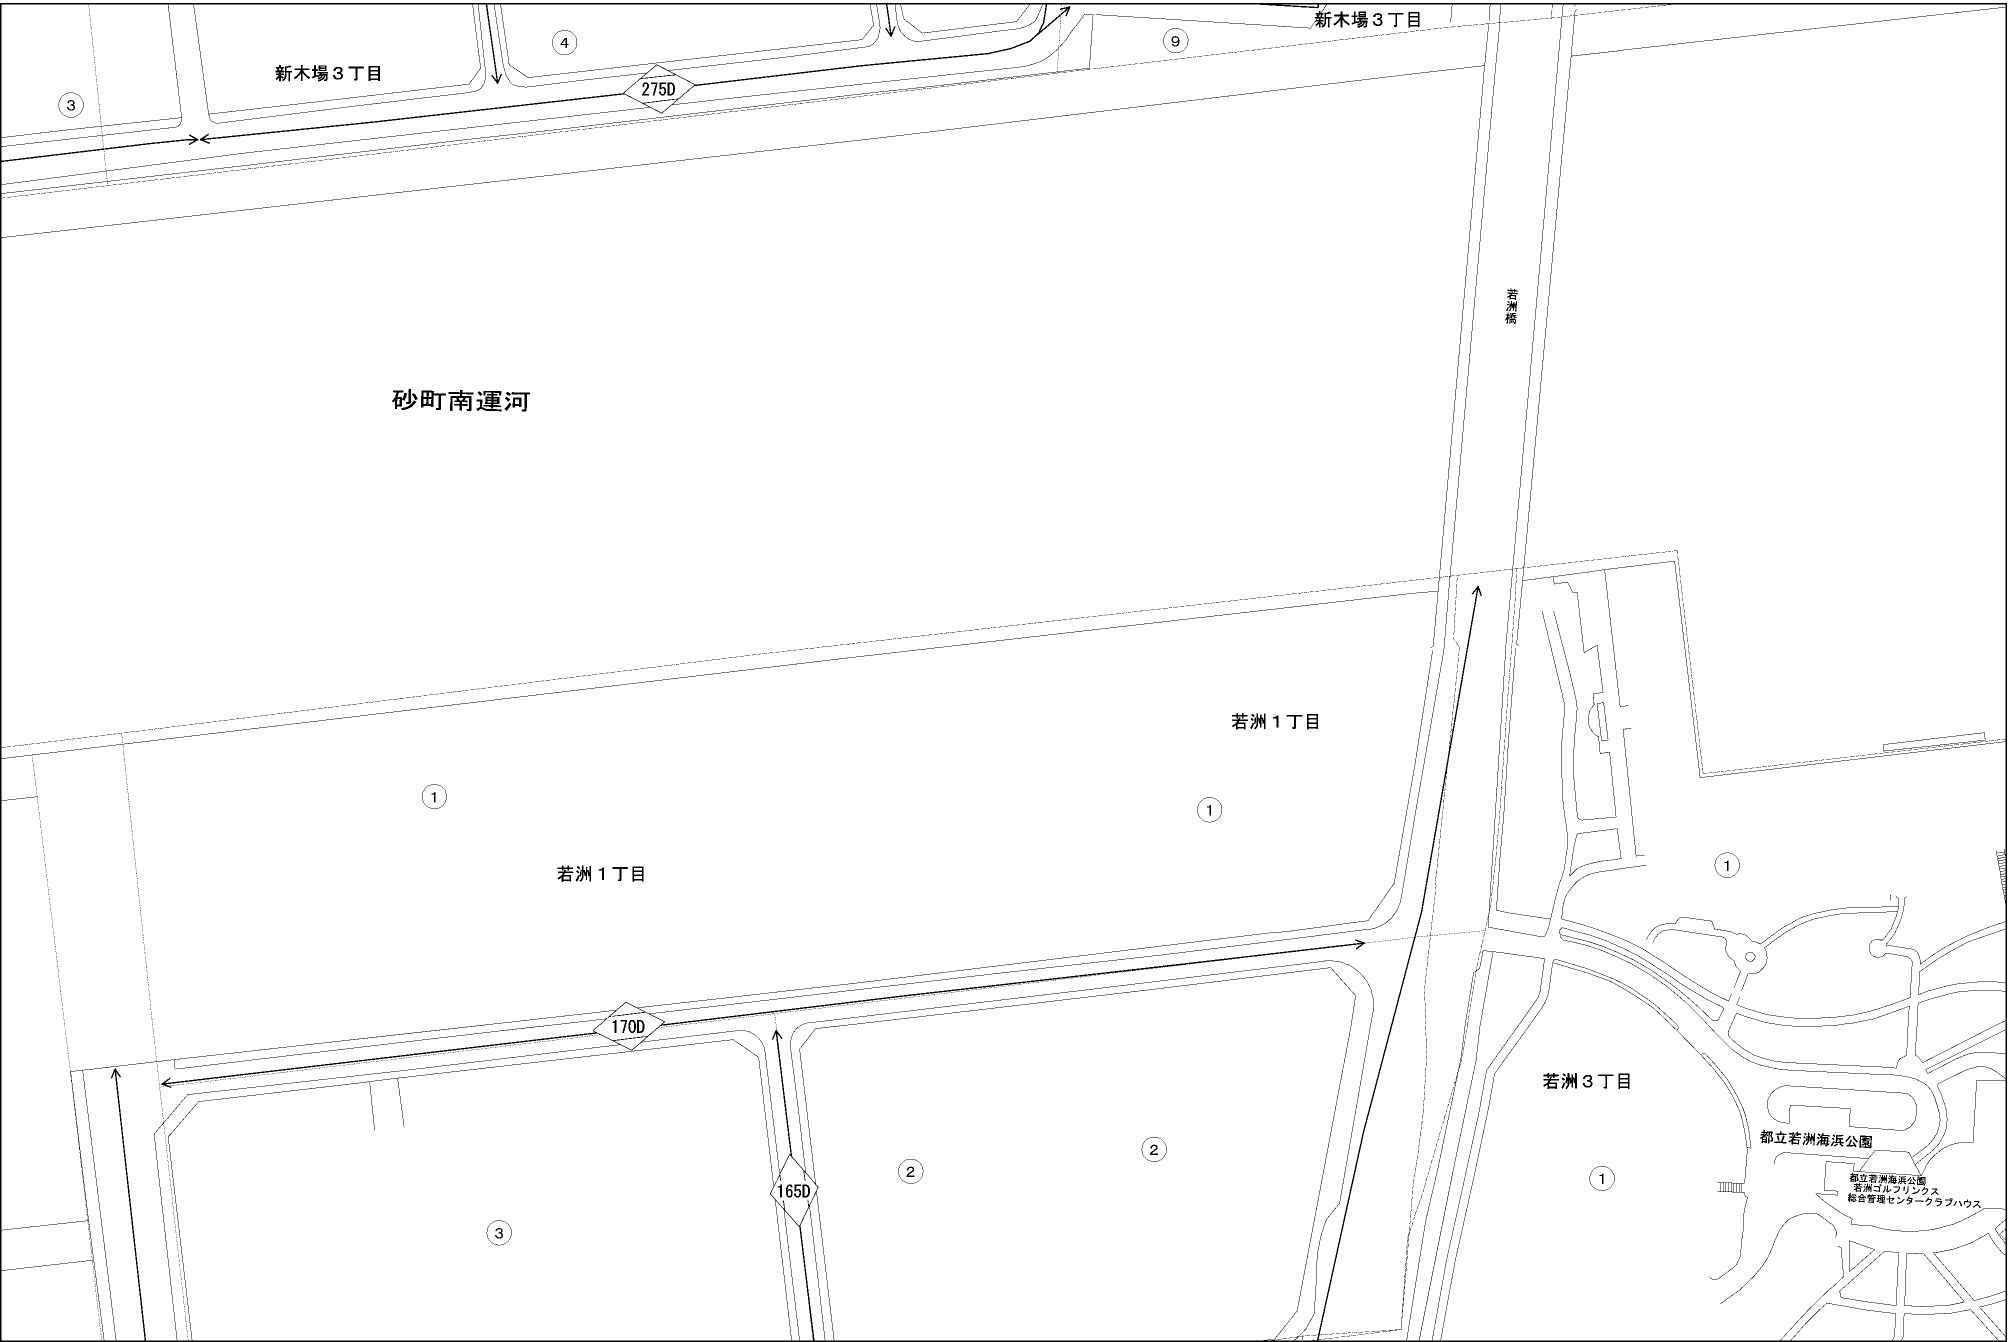 新木場３丁目
4
9
新木場３丁目
3
275D
若洲橋
砂町南運河
若洲１丁目
1
1
若洲１丁目
1
170D
若洲３丁目
都立若洲海浜公園
2
2
1
165D
都立若洲海浜公園
若洲ゴルフリンクス
総合管理センタークラブハウス
3